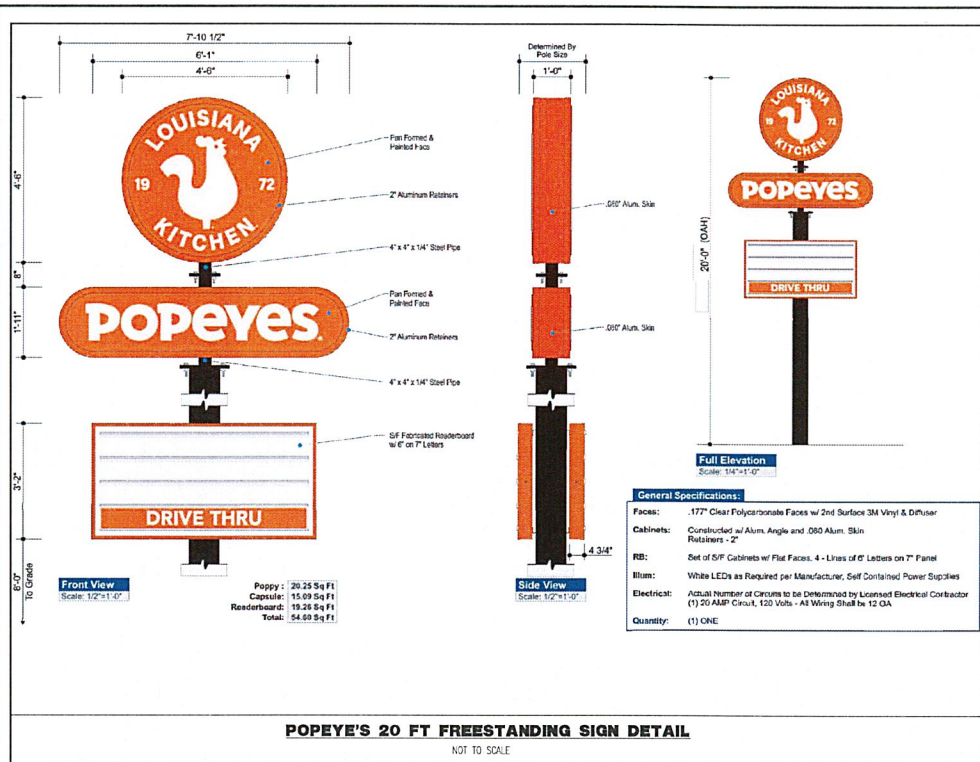 7'-10 1/2"
6'-1"
4'-6"
4'-6"
8"
1'-11"
3'-2"
8'-0"
To Grade
LOUISIANA
19 72
KITCHEN
Pan Formed &
Painted Face
2" Aluminum Retainers
4" x 4" x 1/4" Steel Pipe
POPEYES
Pan Formed &
Painted Face
2" Aluminum Retainers
4" x 4" x 1/4" Steel Pipe
S/F Fabricated Readerboard
w/ 6" on 7" Letters
DRIVE THRU
Front View
Scale: 1/2"=1'-0"
Poppy : 20.25 Sq Ft
Capsule: 15.09 Sq Ft
Readerboard: 19.26 Sq Ft
Total: 54.60 Sq Ft
Determined By
Pole Size
1'-0"
.080" Alum. Skin
.080" Alum. Skin
4 3/4"
Side View
Scale: 1/2"=1'-0"
LOUISIANA
19 72
KITCHEN
POPEYES
DRIVE THRU
20'-0" (OAH)
Full Elevation
Scale: 1/4"=1'-0"
General Specifications:
Faces: .177" Clear Polycarbonate Faces w/ 2nd Surface 3M Vinyl & Diffuser
Cabinets: Constructed w/ Alum. Angle and .080 Alum. Skin
Retainers - 2"
RB: Set of S/F Cabinets w/ Flat Faces, 4 - Lines of 6" Letters on 7" Panel
Illum: White LEDs as Required per Manufacturer, Self Contained Power Supplies
Electrical: Actual Number of Circuits to be Determined by Licensed Electrical Contractor
(1) 20 AMP Circuit, 120 Volts - All Wiring Shall be 12 GA
Quantity: (1) ONE
POPEYE'S 20 FT FREESTANDING SIGN DETAIL
NOT TO SCALE